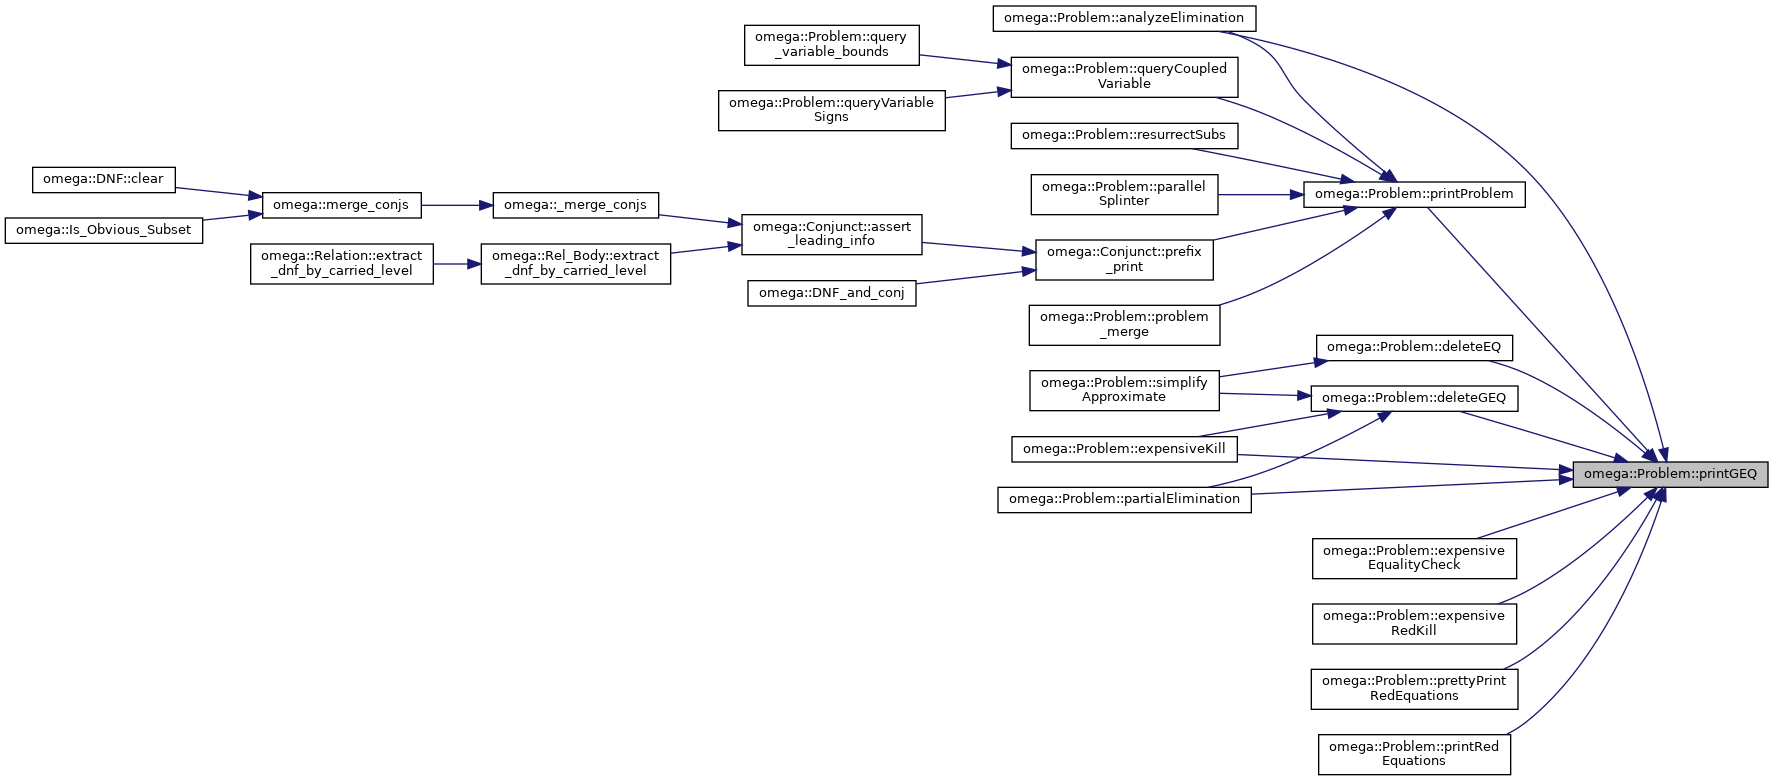 omega::Problem::analyzeElimination
omega::Problem::query
_variable_bounds
omega::Problem::queryCoupled
Variable
omega::Problem::queryVariable
Signs
omega::Problem::resurrectSubs
omega::DNF::clear
omega::Problem::parallel
Splinter
omega::Problem::printProblem
omega::merge_conjs
omega::_merge_conjs
omega::Is_Obvious_Subset
omega::Conjunct::assert
_leading_info
omega::Relation::extract
_dnf_by_carried_level
omega::Rel_Body::extract
_dnf_by_carried_level
omega::Conjunct::prefix
_print
omega::DNF_and_conj
omega::Problem::problem
_merge
omega::Problem::deleteEQ
omega::Problem::simplify
Approximate
omega::Problem::deleteGEQ
omega::Problem::expensiveKill
omega::Problem::printGEQ
omega::Problem::partialElimination
omega::Problem::expensive
EqualityCheck
omega::Problem::expensive
RedKill
omega::Problem::prettyPrint
RedEquations
omega::Problem::printRed
Equations